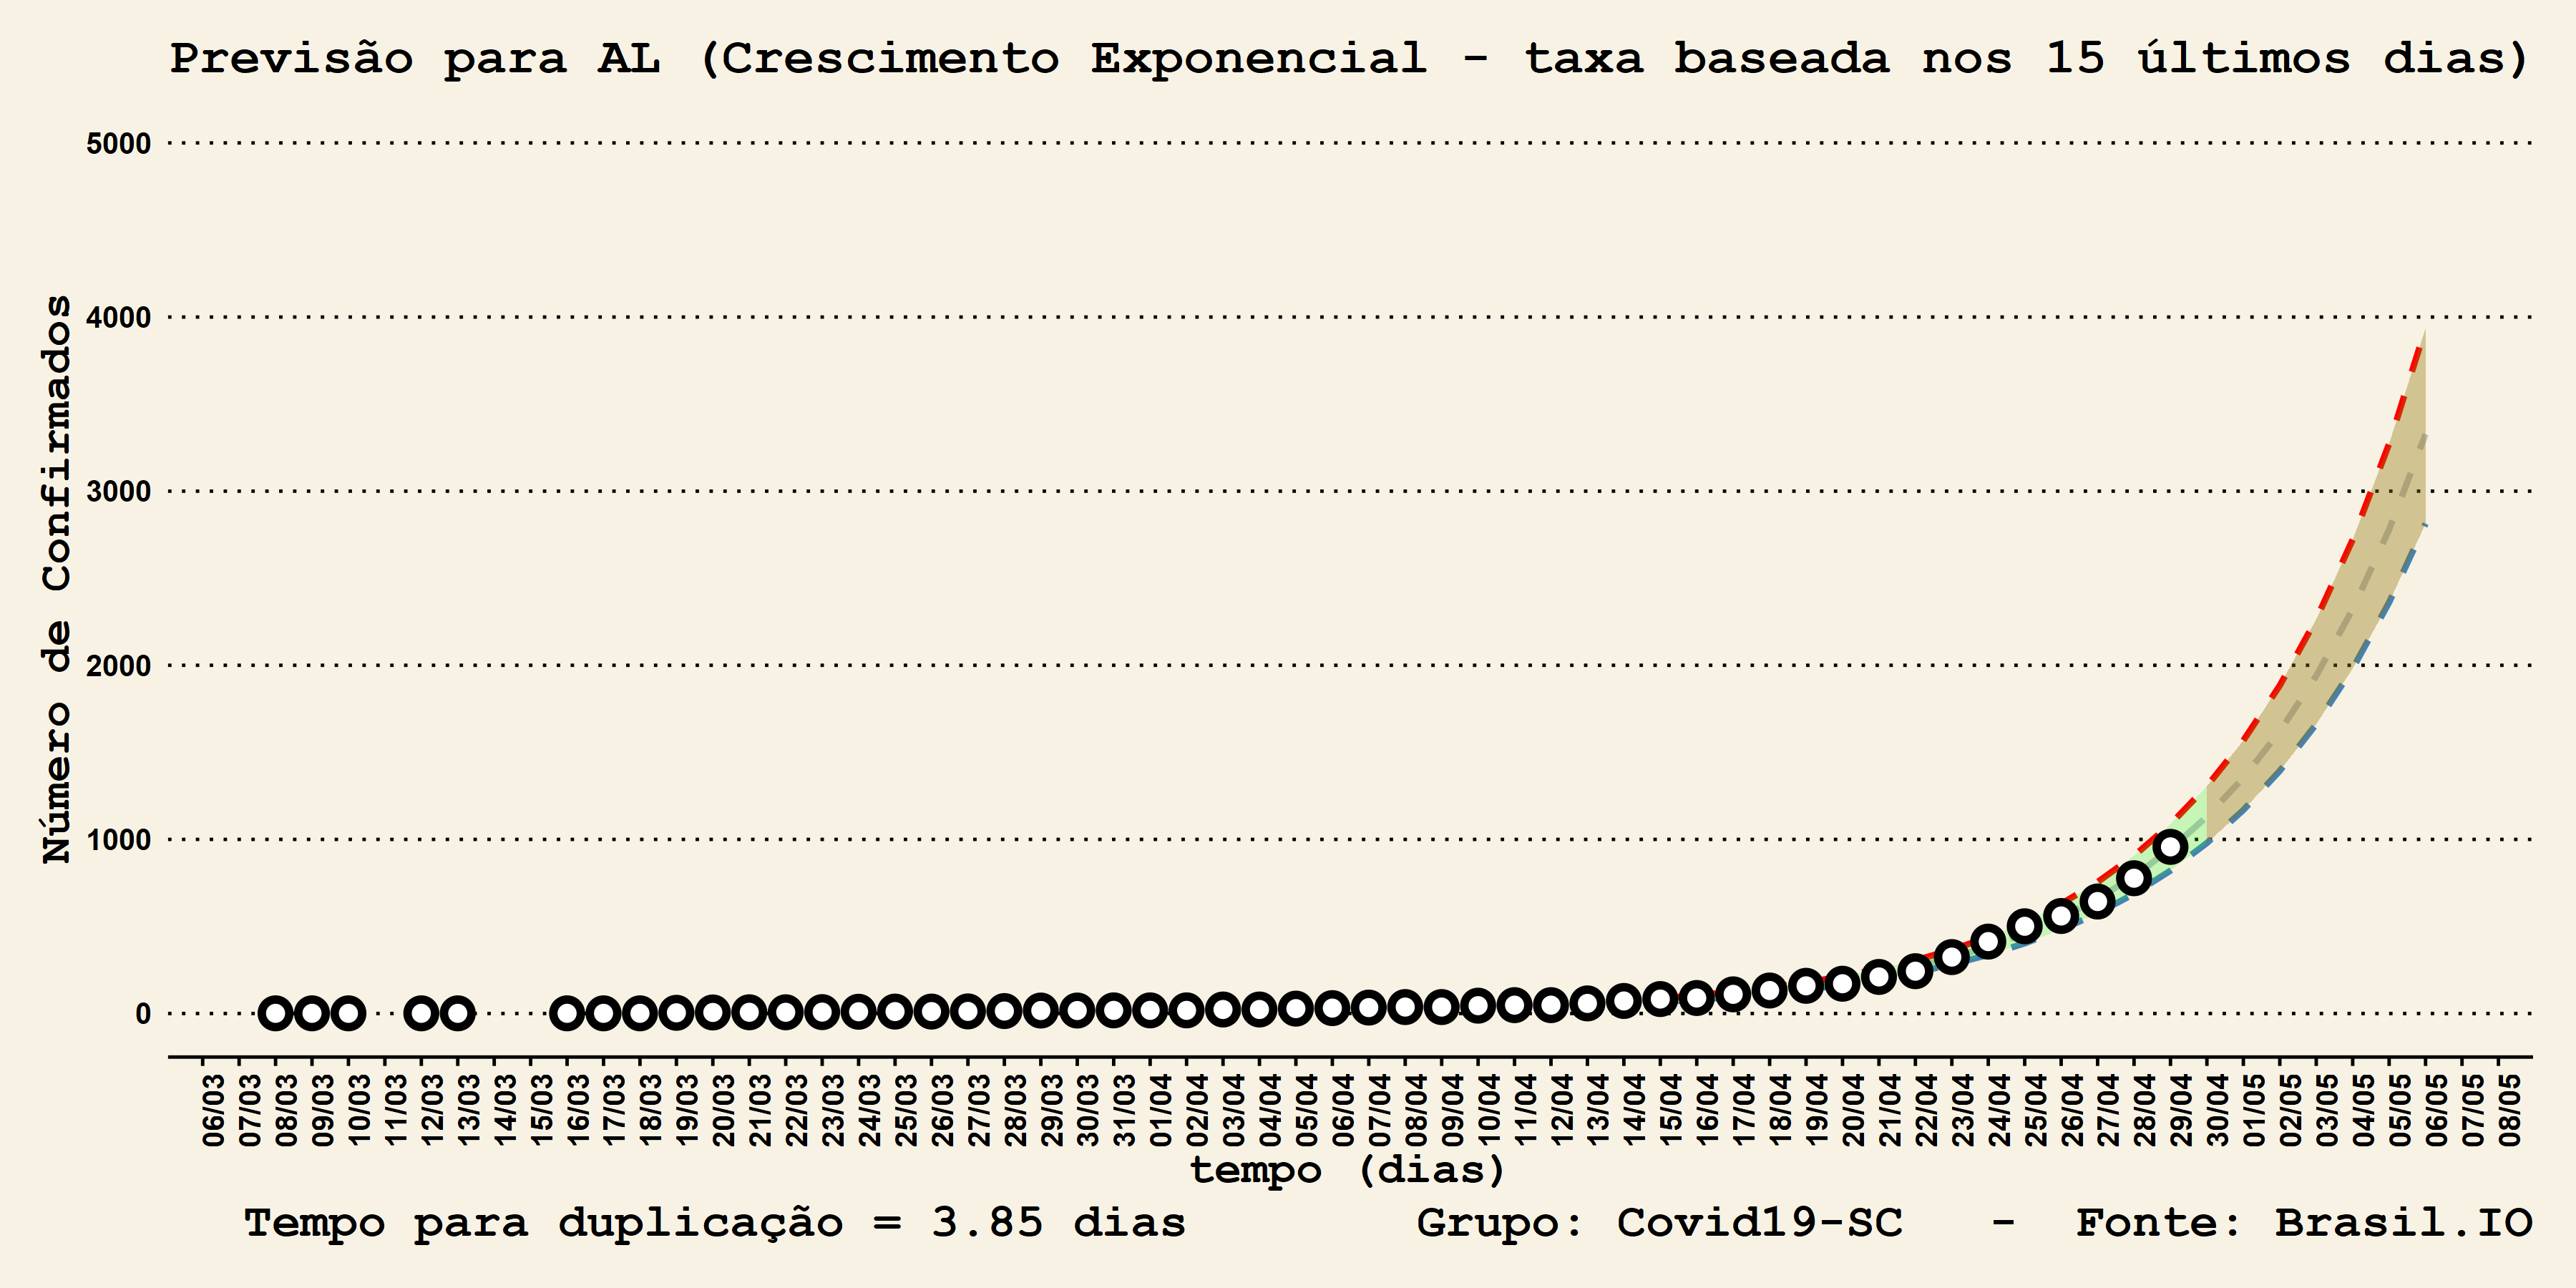 Previsão para AL (Crescimento Exponencial - taxa baseada nos 15 últimos dias)
Número de Confirmados
5000
4000
3000
2000
1000
0
06/03 07/03 08/03 09/03 10/03 11/03 12/03 13/03 14/03 15/03 16/03 17/03 18/03 19/03 20/03 21/03 22/03 23/03 24/03 25/03 26/03 27/03 28/03 29/03 30/03 31/03 01/04 02/04 03/04 04/04 05/04 06/04 07/04 08/04 09/04 10/04 11/04 12/04 13/04 14/04 15/04 16/04 17/04 18/04 19/04 20/04 21/04 22/04 23/04 24/04 25/04 26/04 27/04 28/04 29/04 30/04 01/05 02/05 03/05 04/05 05/05 06/05 07/05 08/05
tempo (dias)
Tempo para duplicação = 3.85 dias Grupo: Covid19-SC - Fonte: Brasil.IO